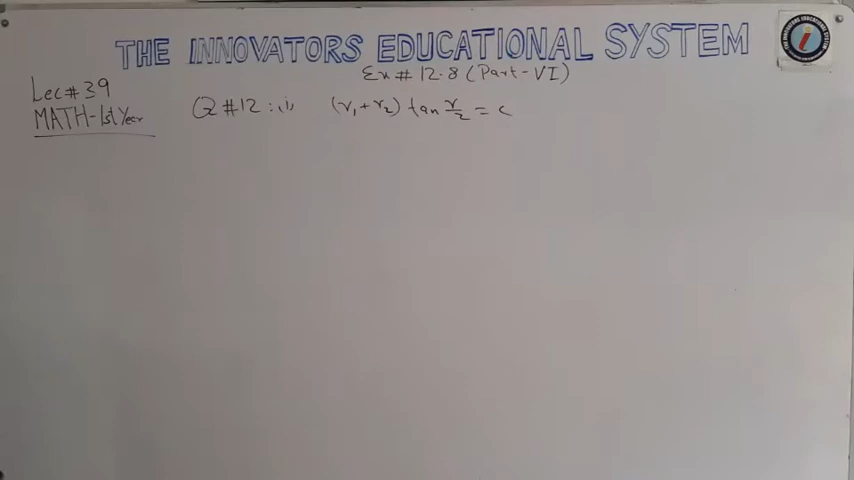 THE INNOVATORS EDUCATIONAL SYSTEM
Ex # 12.8 (Part-VI)
Lec # 39
MATH-1st Year
Q # 12: (i) (r₁ + r₂) tan γ/2 = c